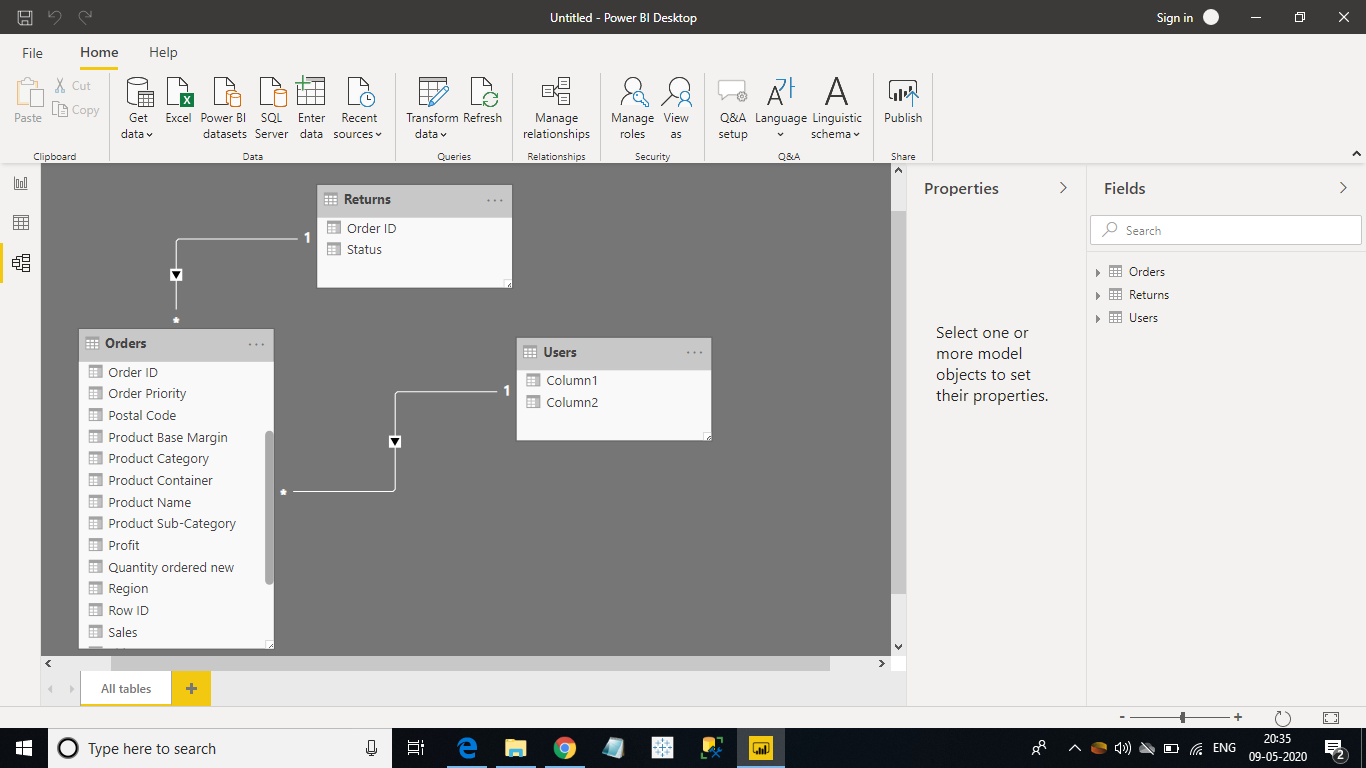 Untitled - Power BI Desktop
Sign in
File
Home
Help
Paste
Cut
Copy
Clipboard
Get data
Excel
Power BI datasets
SQL Server
Enter data
Recent sources
Data
Transform data
Refresh
Queries
Manage relationships
Relationships
Manage roles
View as
Security
Q&A setup
Language
Linguistic schema
Q&A
Publish
Share
Returns
Order ID
Status
1
*
Orders
Order ID
Order Priority
Postal Code
Product Base Margin
Product Category
Product Container
Product Name
Product Sub-Category
Profit
Quantity ordered new
Region
Row ID
Sales
Users
Column1
Column2
1
*
Properties
Select one or
more model
objects to set
their properties.
Fields
Search
Orders
Returns
Users
All tables
+
- +
Type here to search
ENG
20:35
09-05-2020
2